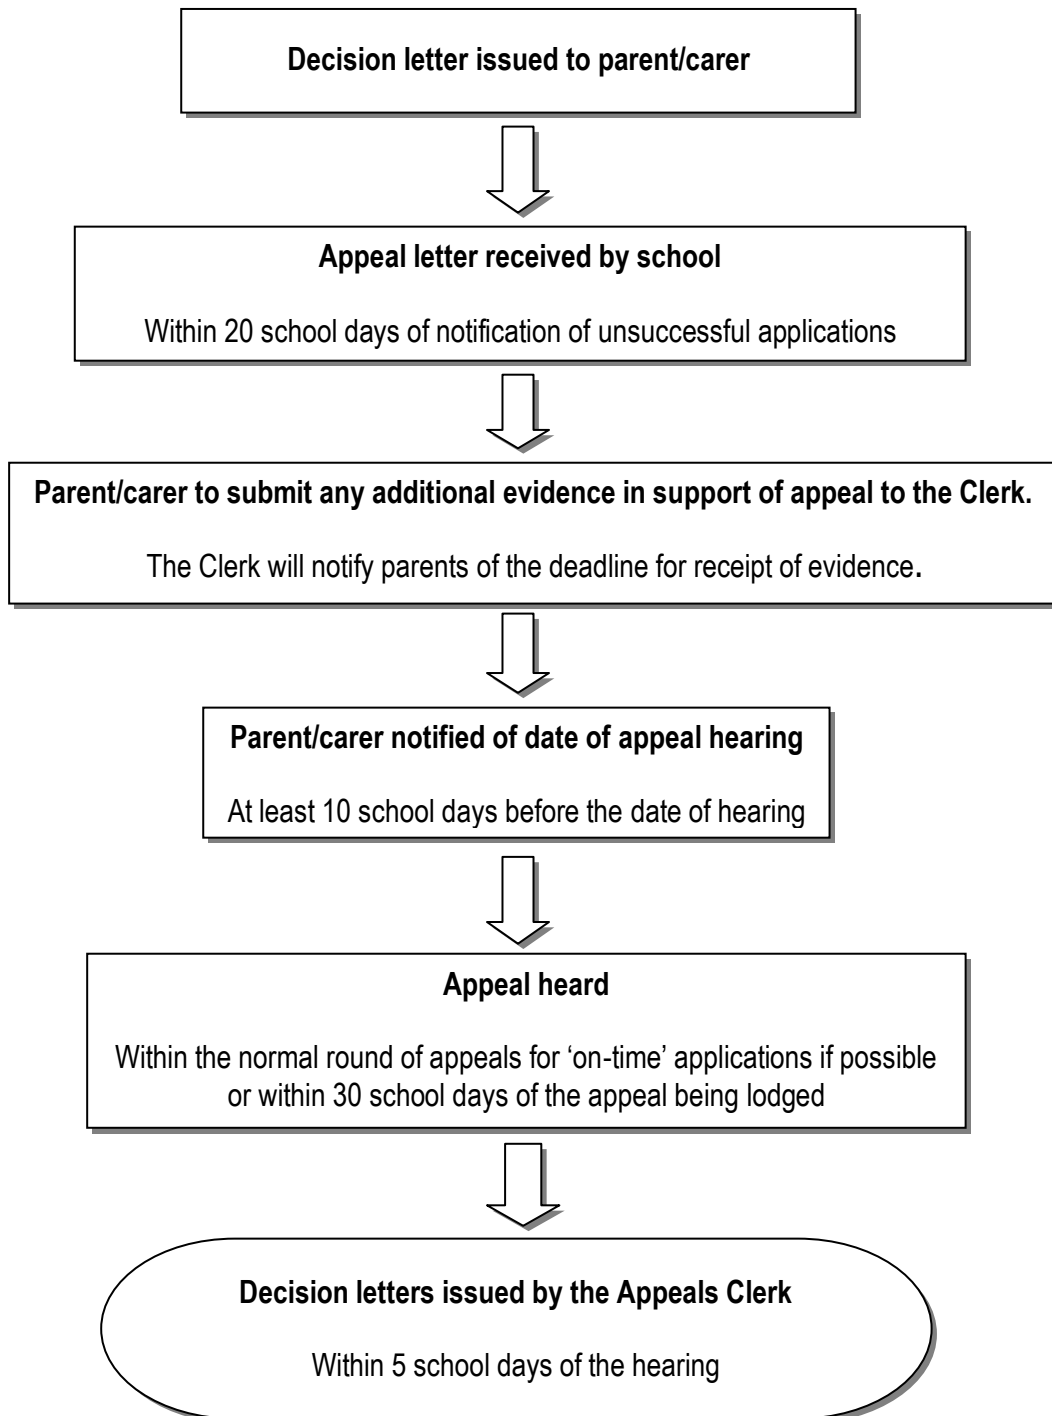 Decision letter issued to parent/carer
Appeal letter received by school
Within 20 school days of notification of unsuccessful applications
Parent/carer to submit any additional evidence in support of appeal to the Clerk.
The Clerk will notify parents of the deadline for receipt of evidence.
Parent/carer notified of date of appeal hearing
At least 10 school days before the date of hearing
Appeal heard
Within the normal round of appeals for ‘on-time’ applications if possible
or within 30 school days of the appeal being lodged
Decision letters issued by the Appeals Clerk
Within 5 school days of the hearing